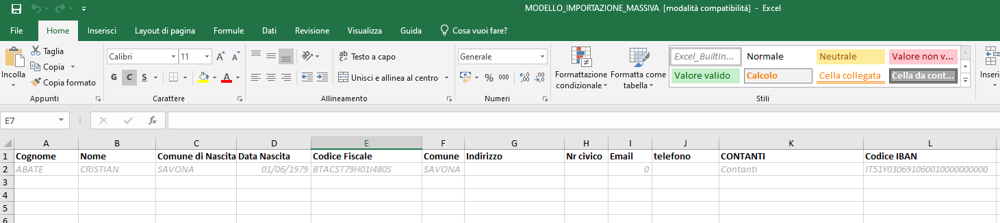 MODELLO_IMPORTAZIONE_MASSIVA [modalità compatibilità] - Excel
File Home Inserisci Layout di pagina Formule Dati Revisione Visualizza Guida Cosa vuoi fare?
Incolla
Taglia
Copia
Copia formato
Appunti
Calibri 11
G C S
Carattere
Testo a capo
Unisci e allinea al centro
Allineamento
Generale
% 000
Numeri
Formattazione condizionale
Formatta come tabella
Excel_BuiltIn... Normale Neutrale Valore non v...
Valore valido Calcolo Cella collegata Cella da cont...
Stili
Inseris
E7 fx
A B C D E F G H I J K L
1 Cognome Nome Comune di Nascita Data Nascita Codice Fiscale Comune Indirizzo Nr civico Email telefono CONTANTI Codice IBAN
2 ABATE CRISTIAN SAVONA 01/06/1979 BTACST79H01I480S SAVONA 0 Contanti IT51Y030691060010000000000
3
4
5
6